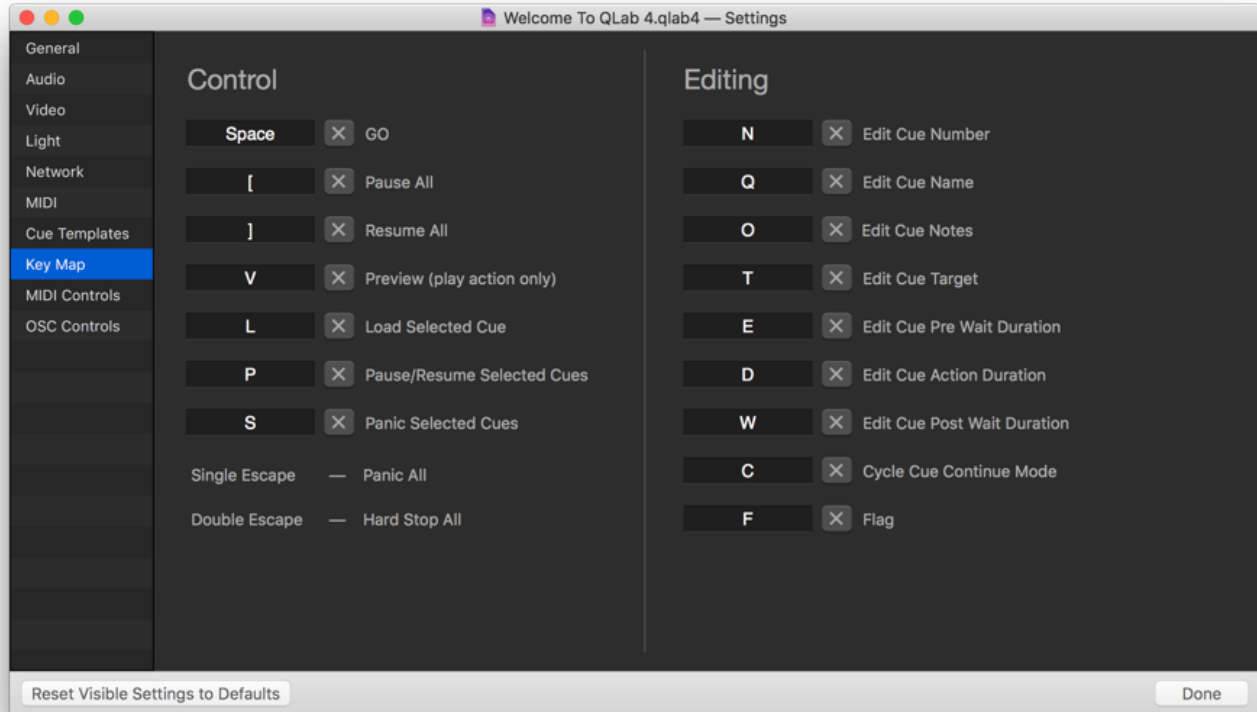 Welcome To QLab 4.qlab4 — Settings
General
Audio
Video
Light
Network
MIDI
Cue Templates
Key Map
MIDI Controls
OSC Controls
Control
Space GO
[ Pause All
] Resume All
V Preview (play action only)
L Load Selected Cue
P Pause/Resume Selected Cues
S Panic Selected Cues
Single Escape — Panic All
Double Escape — Hard Stop All
Editing
N Edit Cue Number
Q Edit Cue Name
O Edit Cue Notes
T Edit Cue Target
E Edit Cue Pre Wait Duration
D Edit Cue Action Duration
W Edit Cue Post Wait Duration
C Cycle Cue Continue Mode
F Flag
Reset Visible Settings to Defaults
Done